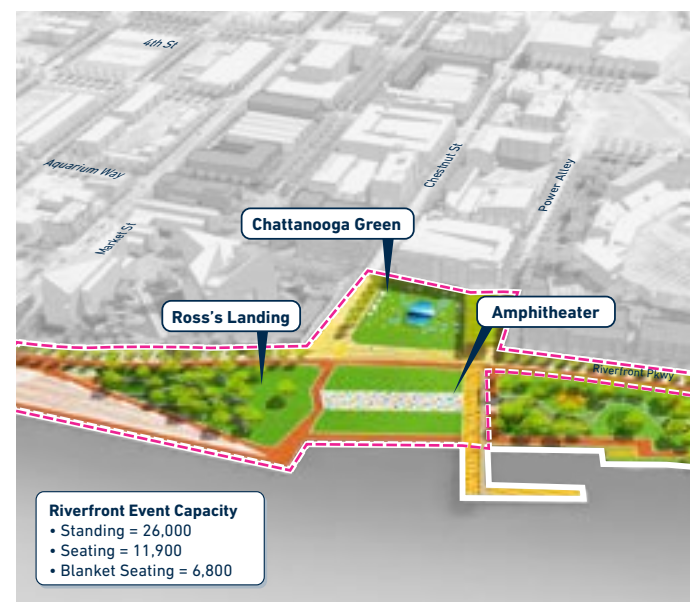 4th St
Aquarium Way
Market St
Chestnut St
Power Alley
Chattanooga Green
Ross's Landing
Amphitheater
Riverfront Pkwy
Riverfront Event Capacity
• Standing = 26,000
• Seating = 11,900
• Blanket Seating = 6,800